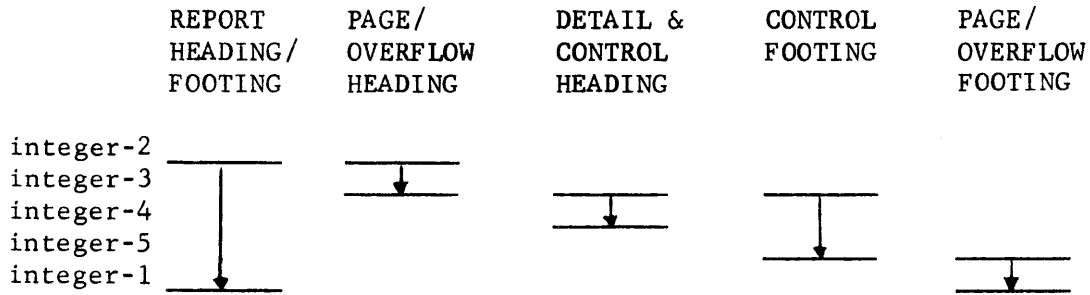 REPORT PAGE/ DETAIL & CONTROL PAGE/
HEADING/ OVERFLOW CONTROL FOOTING OVERFLOW
FOOTING HEADING HEADING FOOTING
integer-2
integer-3
integer-4
integer-5
integer-1